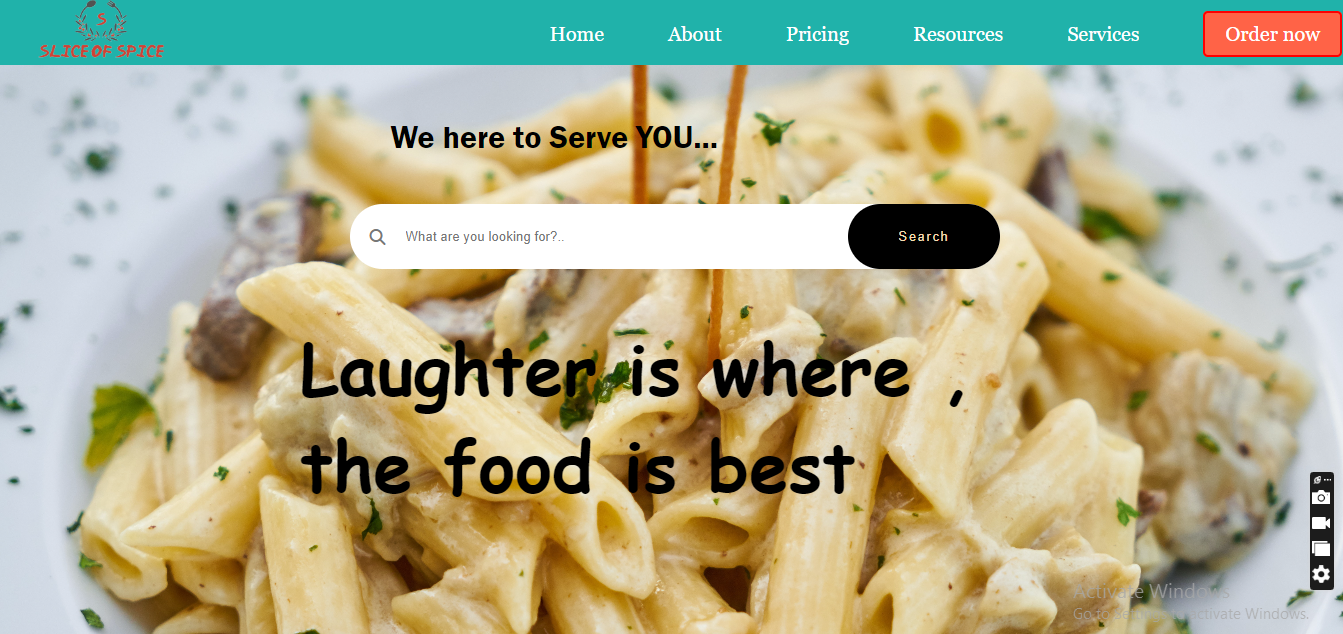 S
SLICE OF SPICE
Home About Pricing Resources Services Order now
We here to Serve YOU...
What are you looking for?.. Search
Laughter is where ,
the food is best
Activate Windows
Go to Settings to activate Windows.